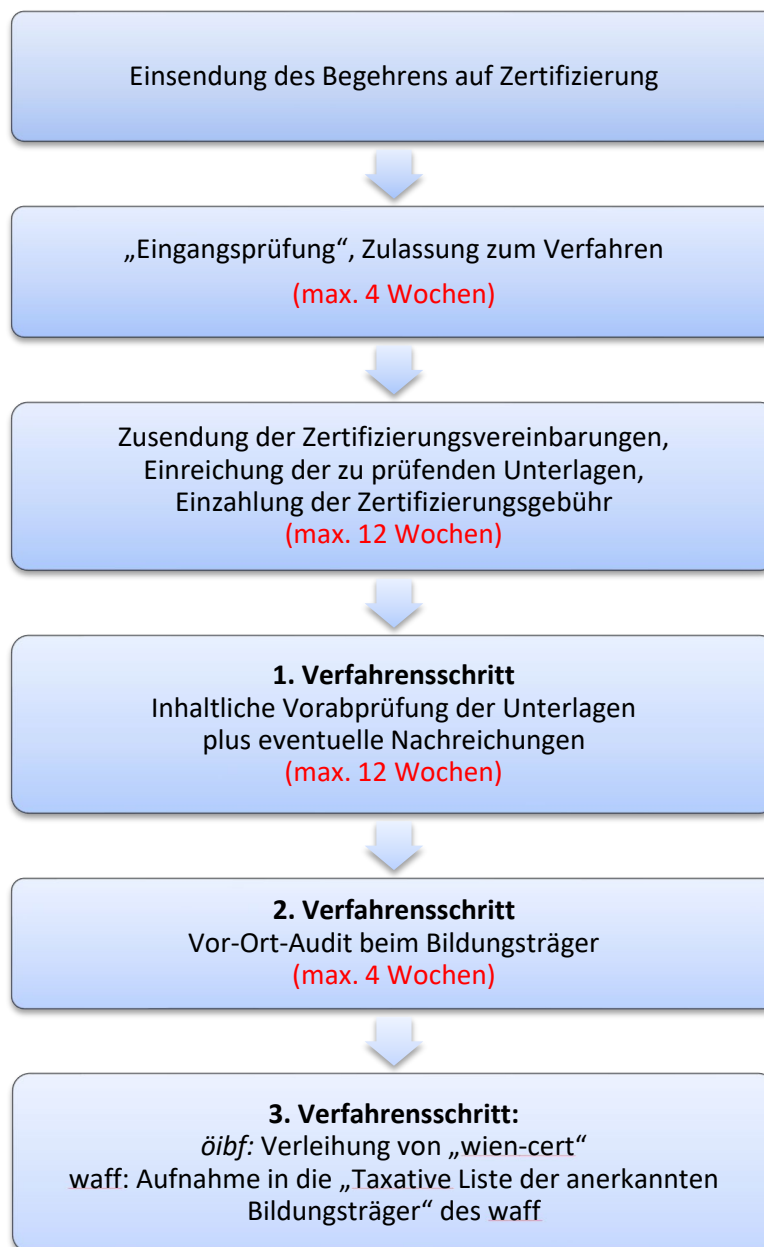 Einsendung des Begehrens auf Zertifizierung
„Eingangsprüfung“, Zulassung zum Verfahren
(max. 4 Wochen)
Zusendung der Zertifizierungsvereinbarungen,
Einreichung der zu prüfenden Unterlagen,
Einzahlung der Zertifizierungsgebühr
(max. 12 Wochen)
1. Verfahrensschritt
Inhaltliche Vorabprüfung der Unterlagen
plus eventuelle Nachreichungen
(max. 12 Wochen)
2. Verfahrensschritt
Vor-Ort-Audit beim Bildungsträger
(max. 4 Wochen)
3. Verfahrensschritt:
öibf: Verleihung von „wien-cert“
waff: Aufnahme in die „Taxative Liste der anerkannten
Bildungsträger“ des waff